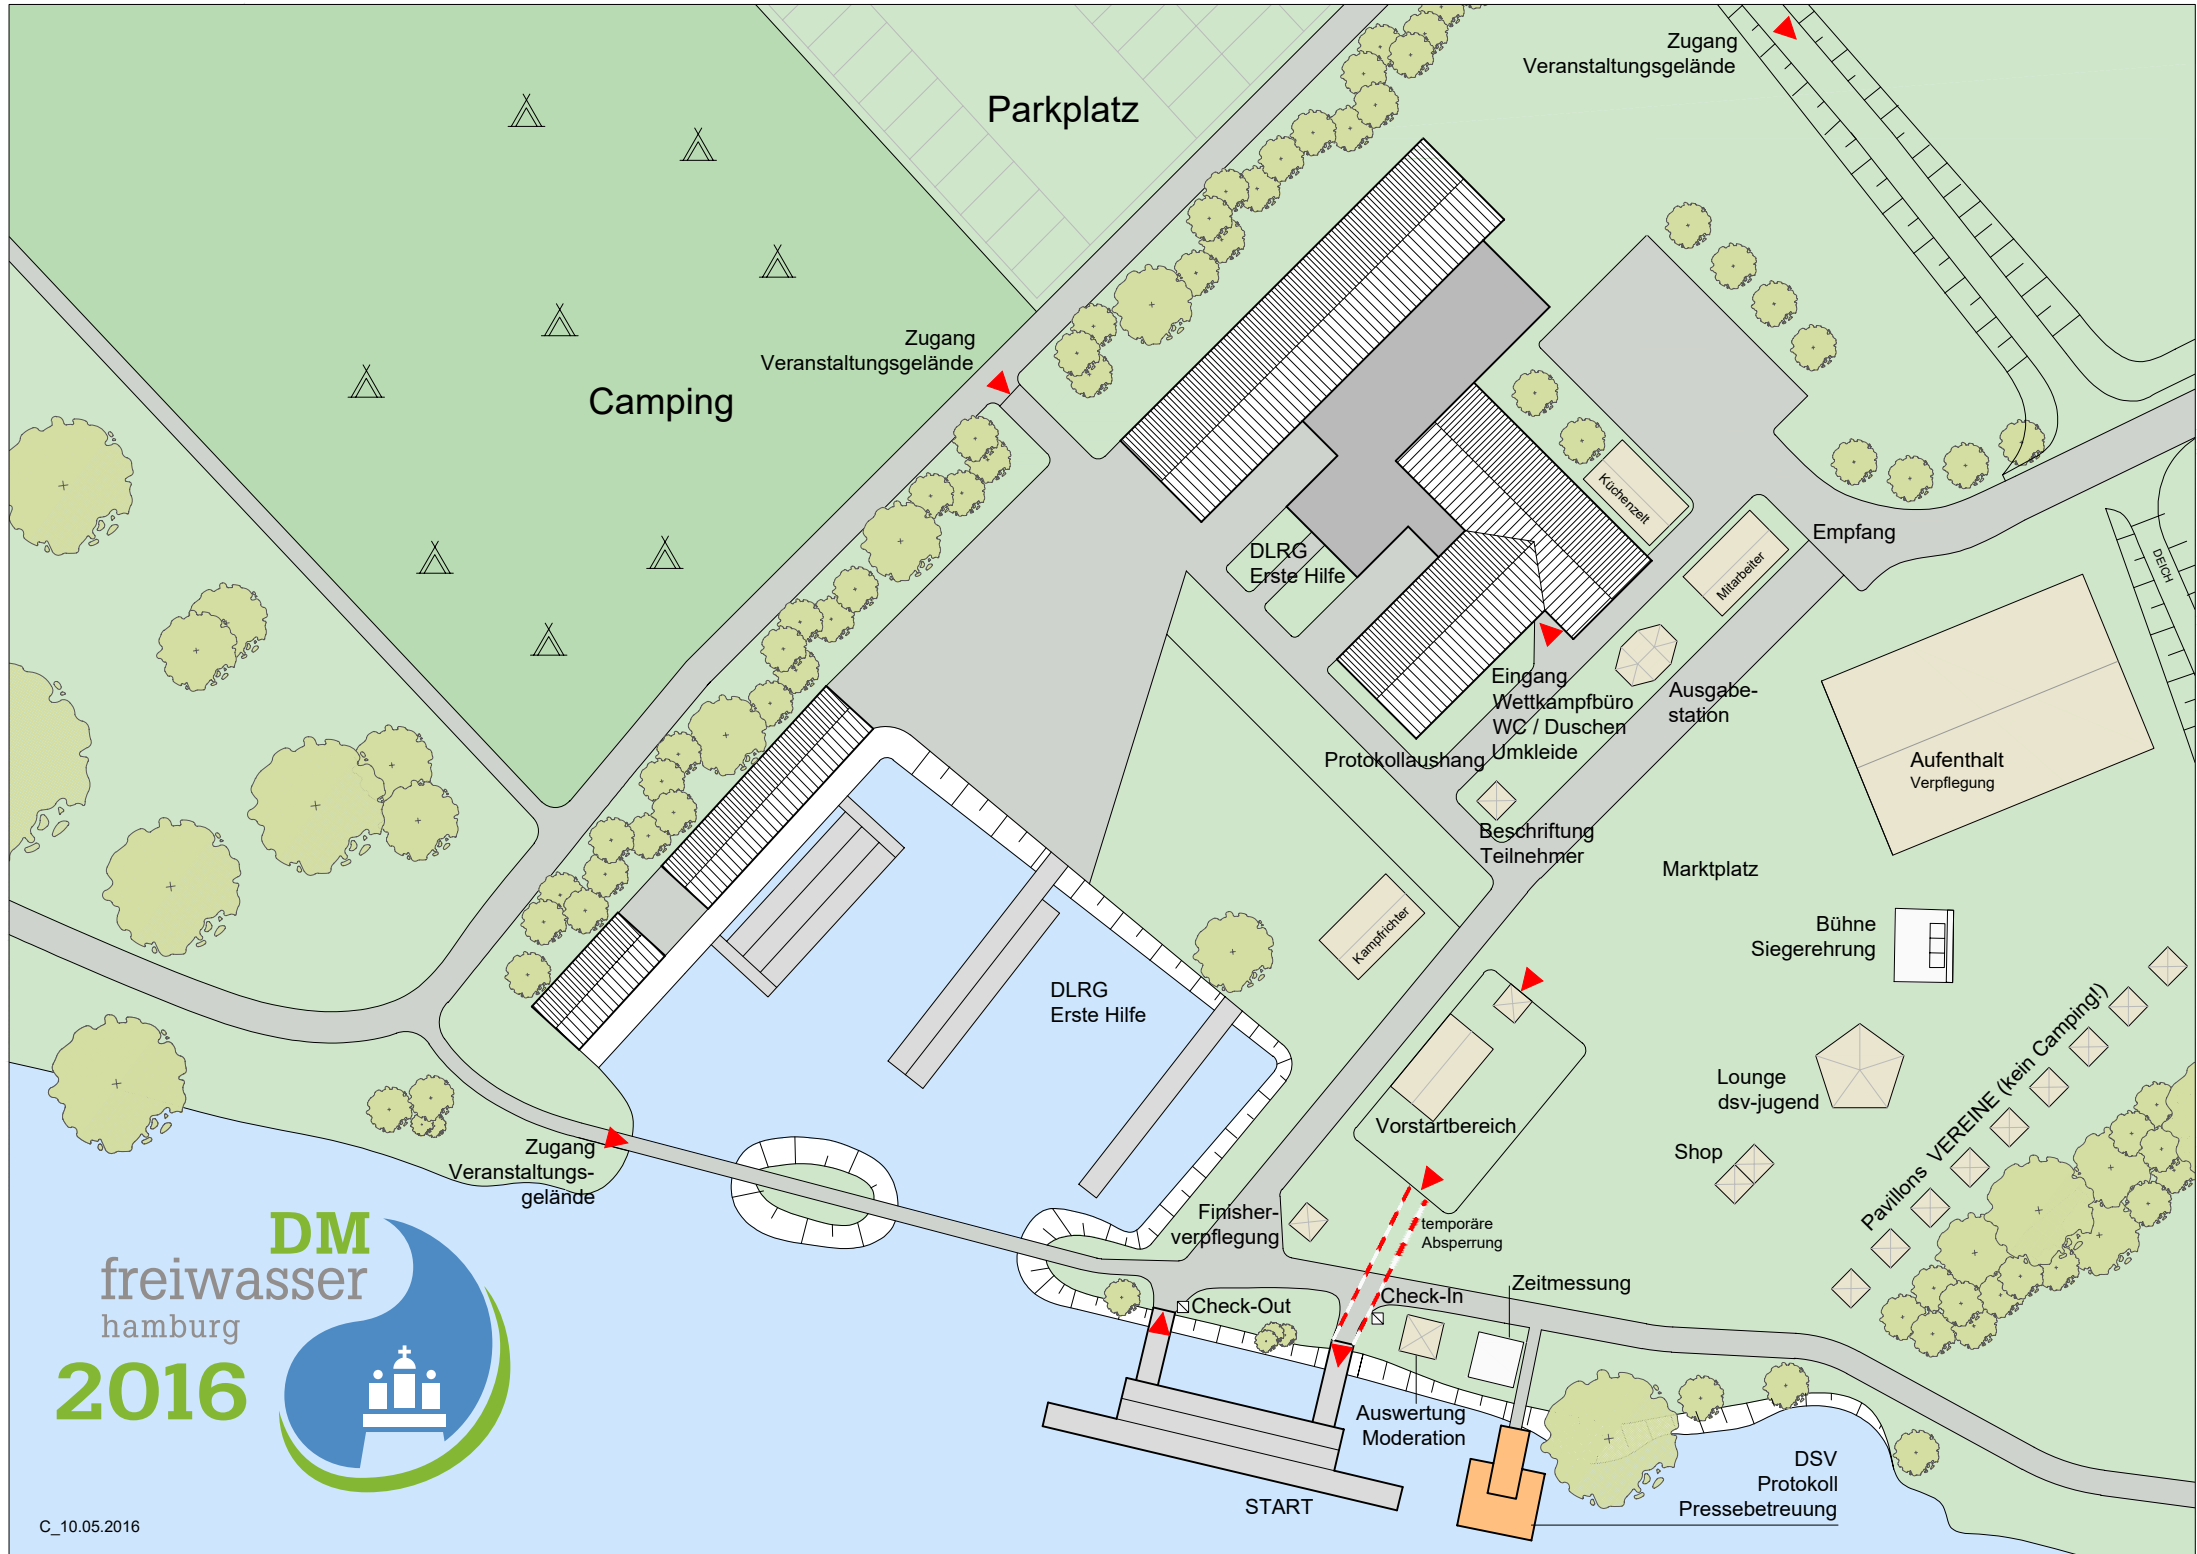 Zugang
Veranstaltungsgelände
Parkplatz
Zugang
Veranstaltungsgelände
Camping
Küchenzelt
Empfang
DLRG
Erste Hilfe
Mitarbeiter
DEICH
Eingang
Wettkampfbüro
WC / Duschen
Umkleide
Ausgabe-
station
Protokollaushang
Aufenthalt
Verpflegung
Beschriftung
Teilnehmer
Marktplatz
Kampfrichter
Bühne
Siegerehrung
DLRG
Erste Hilfe
Lounge
dsv-jugend
Vorstartbereich
Shop
Pavillons VEREINE (kein Camping!)
Zugang
Veranstaltungs-
gelände
Finisher-
verpflegung
temporäre
Absperrung
Zeitmessung
Check-Out
Check-In
Auswertung
Moderation
START
DSV
Protokoll
Pressebetreuung
DM
freiwasser
hamburg
2016
C_10.05.2016